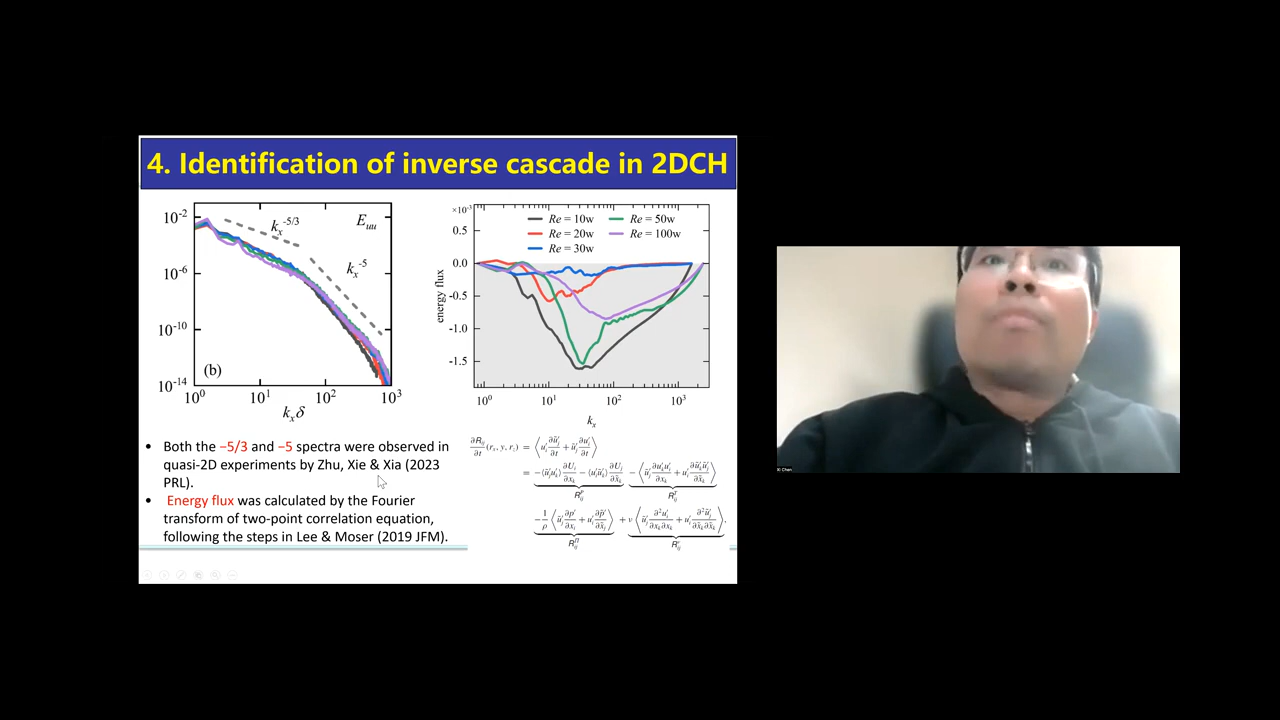 4. Identification of inverse cascade in 2DCH
10⁻²
10⁻⁶
10⁻¹⁰
10⁻¹⁴
kₓ^-5/3
Eᵤᵤ
kₓ⁻⁵
(b)
10⁰ 10¹ 10² 10³
kₓδ
×10⁻³
0.5
0.0
-0.5
-1.0
-1.5
energy flux
Re = 10w Re = 50w
Re = 20w Re = 100w
Re = 30w
10⁰ 10¹ 10² 10³
kₓ
• Both the −5/3 and −5 spectra were observed in
quasi-2D experiments by Zhu, Xie & Xia (2023
PRL).
• Energy flux was calculated by the Fourier
transform of two-point correlation equation,
following the steps in Lee & Moser (2019 JFM).
Xi Chen